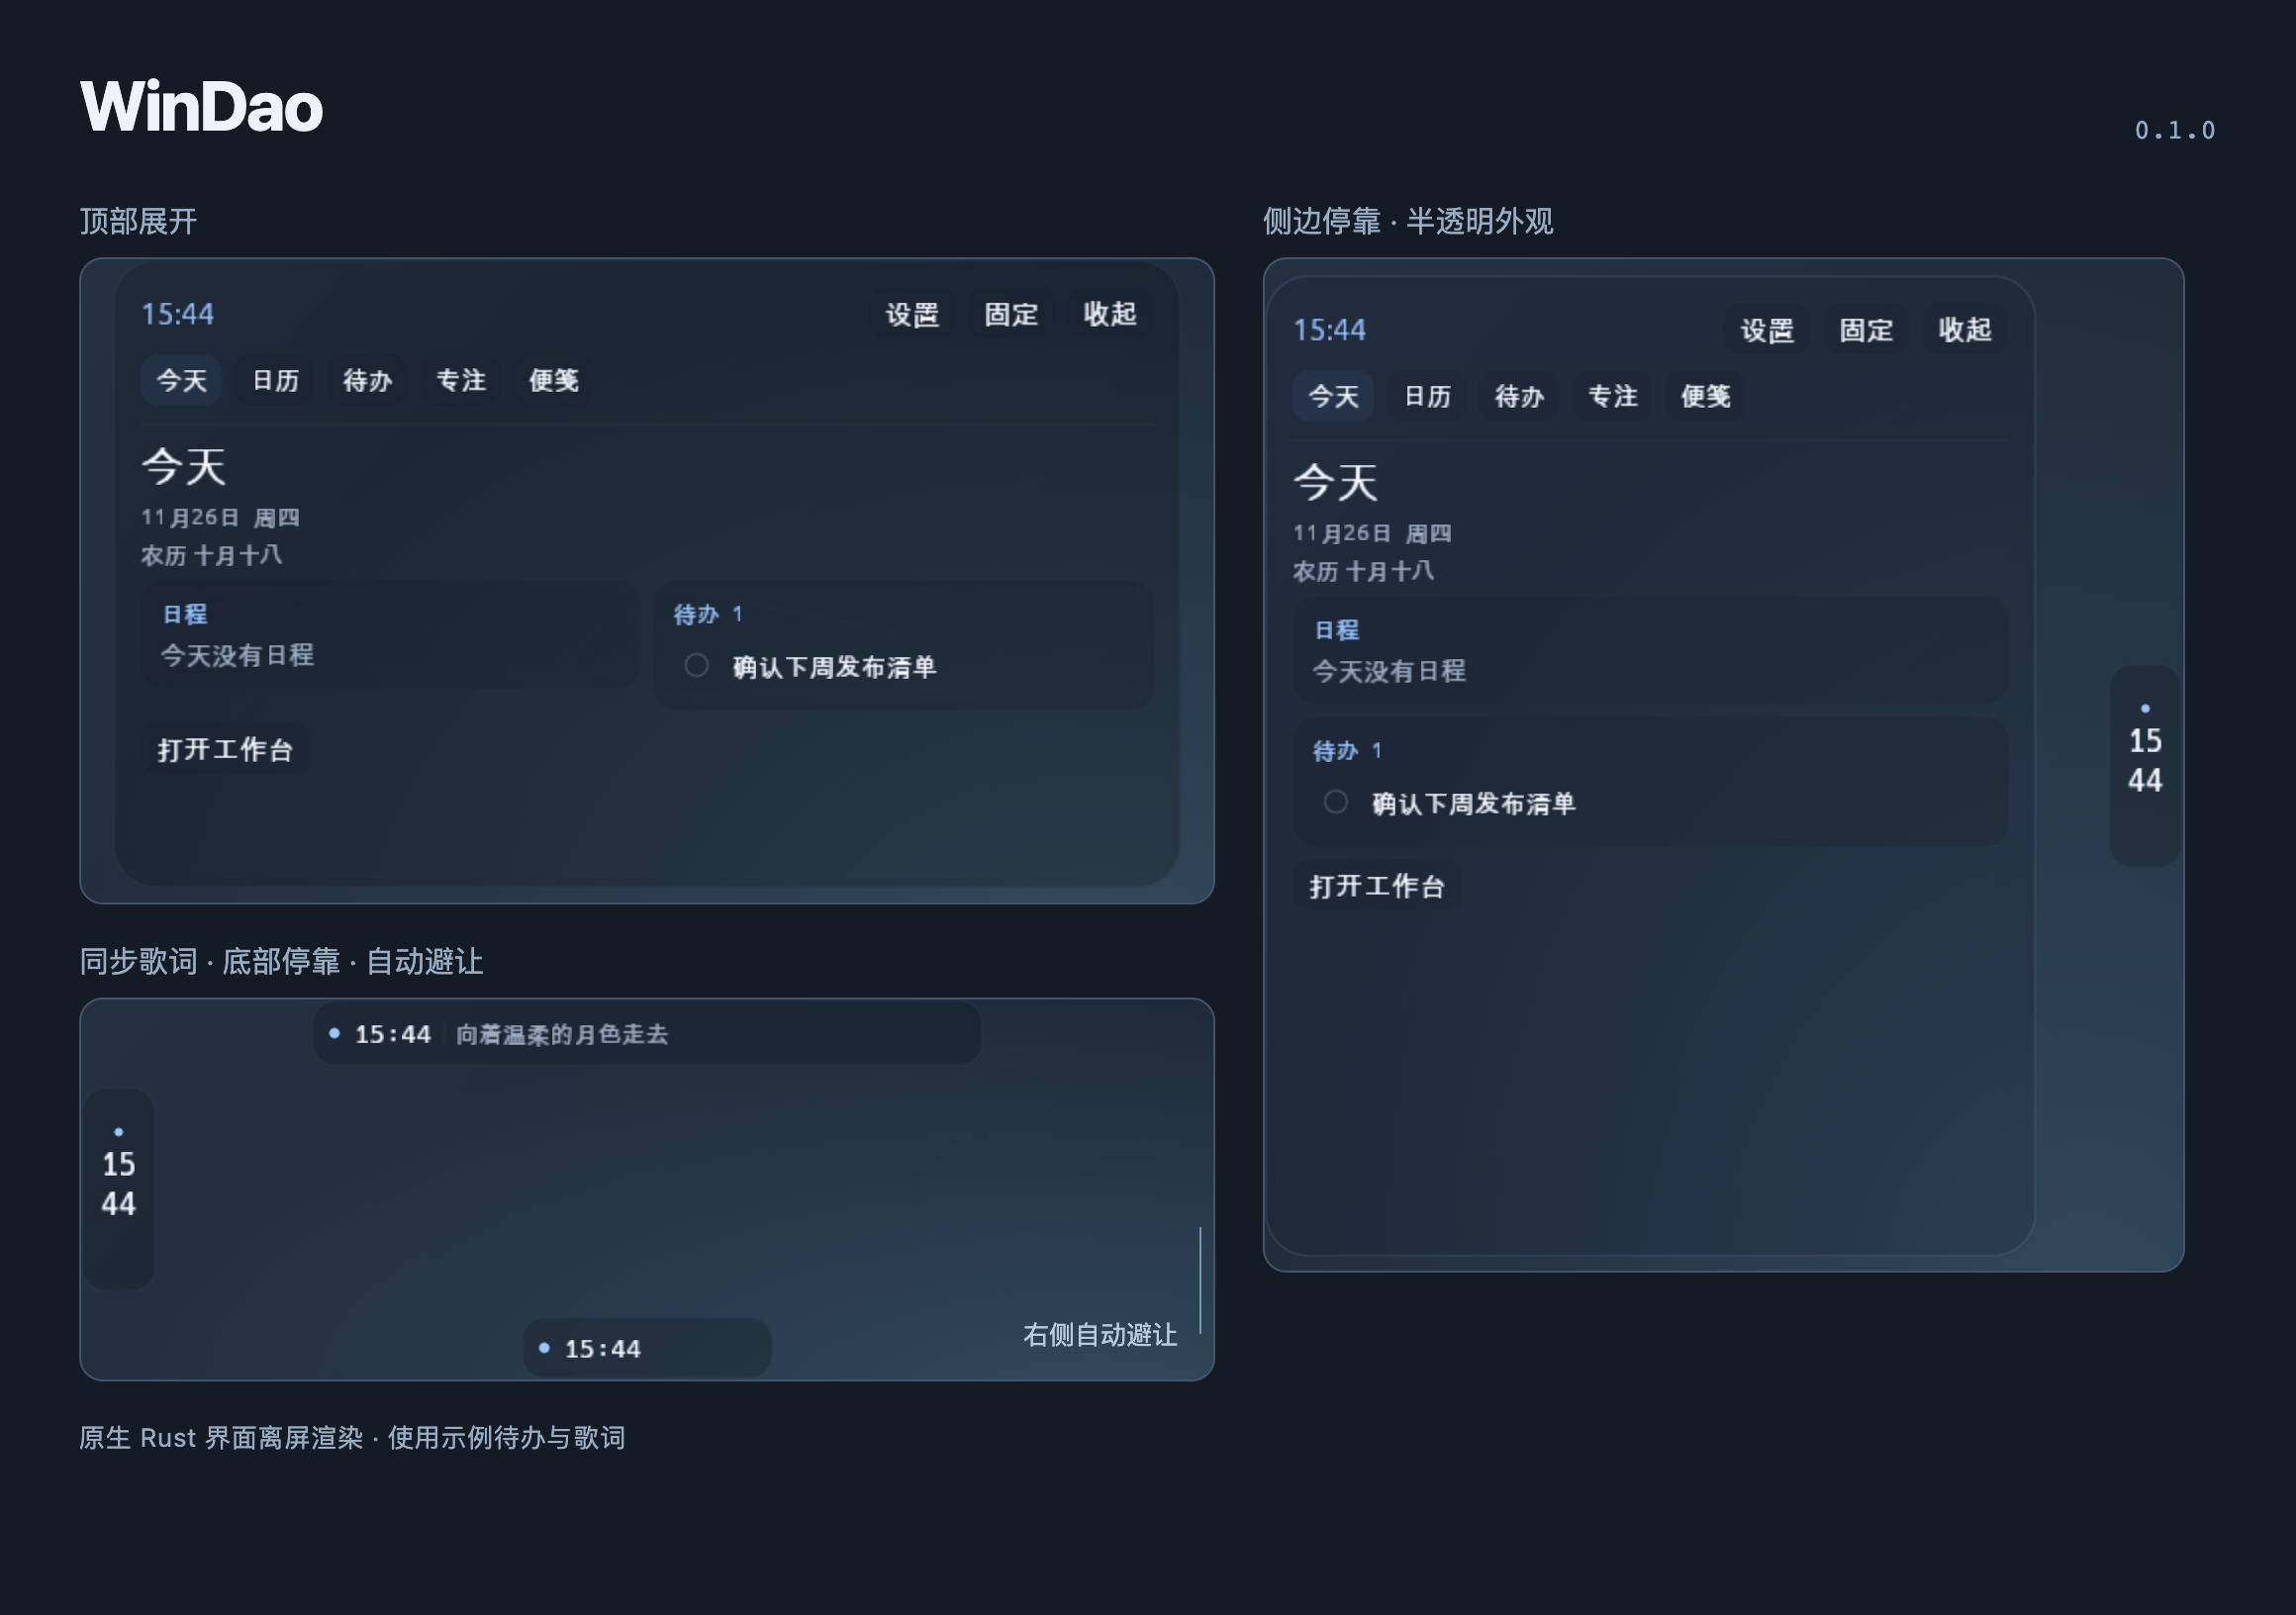 WinDao
0.1.0
顶部展开
15:44 设置 固定 收起
今天 日历 待办 专注 便笺
今天
11月26日 周四
农历 十月十八
日程
今天没有日程
待办 1
确认下周发布清单
打开工作台
侧边停靠 · 半透明外观
15:44 设置 固定 收起
今天 日历 待办 专注 便笺
今天
11月26日 周四
农历 十月十八
日程
今天没有日程
待办 1
确认下周发布清单
打开工作台
15
44
同步歌词 · 底部停靠 · 自动避让
15:44 向着温柔的月色走去
15
44
15:44
右侧自动避让
原生 Rust 界面离屏渲染 · 使用示例待办与歌词